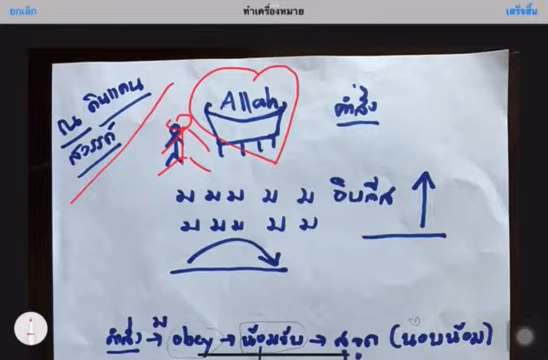 ยกเลิก ทำเครื่องหมาย เสร็จสิ้น
ณ ดินแดน
สวรรค์
Allah
คำสั่ง
ม ม ม ม ม อิบลีส
ม ม ม ม ม
คำสั่ง → obey → น้อมรับ → สุจูด (นอบน้อม)